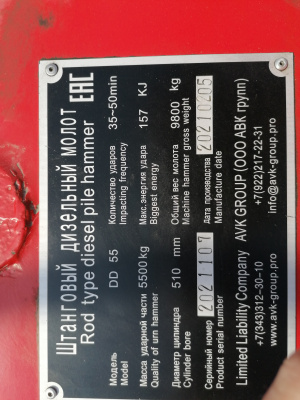 Штанговый дизельный молот EAC
Rod type diesel pile hammer
Модель DD 55 Количество ударов 35-50min
Model Impacting frequency
Масса ударной части 5500kg Макс.энергия удара 157 KJ
Quality of urm hammer Biggest energy
Диаметр цилиндра 510 mm Общий вес молота 9800 kg
Cylinder bore Machine hammer gross weight
Серийный номер 2021107 Дата производства 20210205
Product serial number Manufacture date
Limited Liability Company AVK GROUP (ООО АВК групп)
+7(343)312-30-10 +7(922)217-22-31
www.avk-group.pro info@avk-group.pro